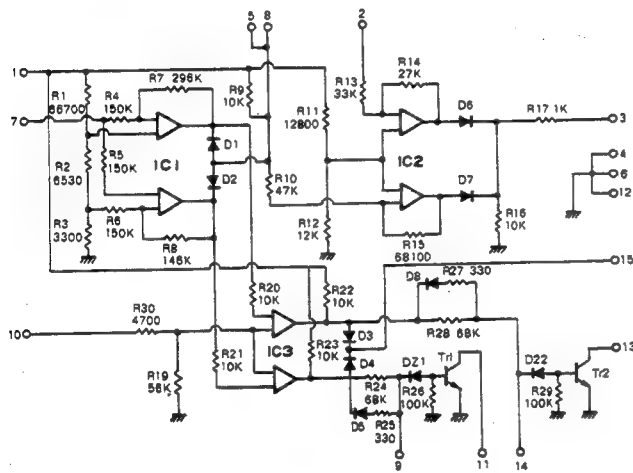 5
8
2
1
R1
66700
R4
150K
R7 296K
R9
10K
R11
12800
R13
33K
R14
27K
D6
R17 1K
3
7
R5
150K
IC1
D1
D2
IC2
4
6
12
R2
6530
R10
47K
D7
R3
3300
R6
150K
R8
146K
R12
12K
R15
68100
R16
10K
15
R20
10K
R22
10K
D8
R27 330
R30
4700
10
R28 68K
D3
IC3
R23
10K
D4
DZ1
Tr1
13
R19
56K
R21
10K
R24
68K
R26
100K
D22
R29
100K
Tr2
D5
R25
330
9
11
14